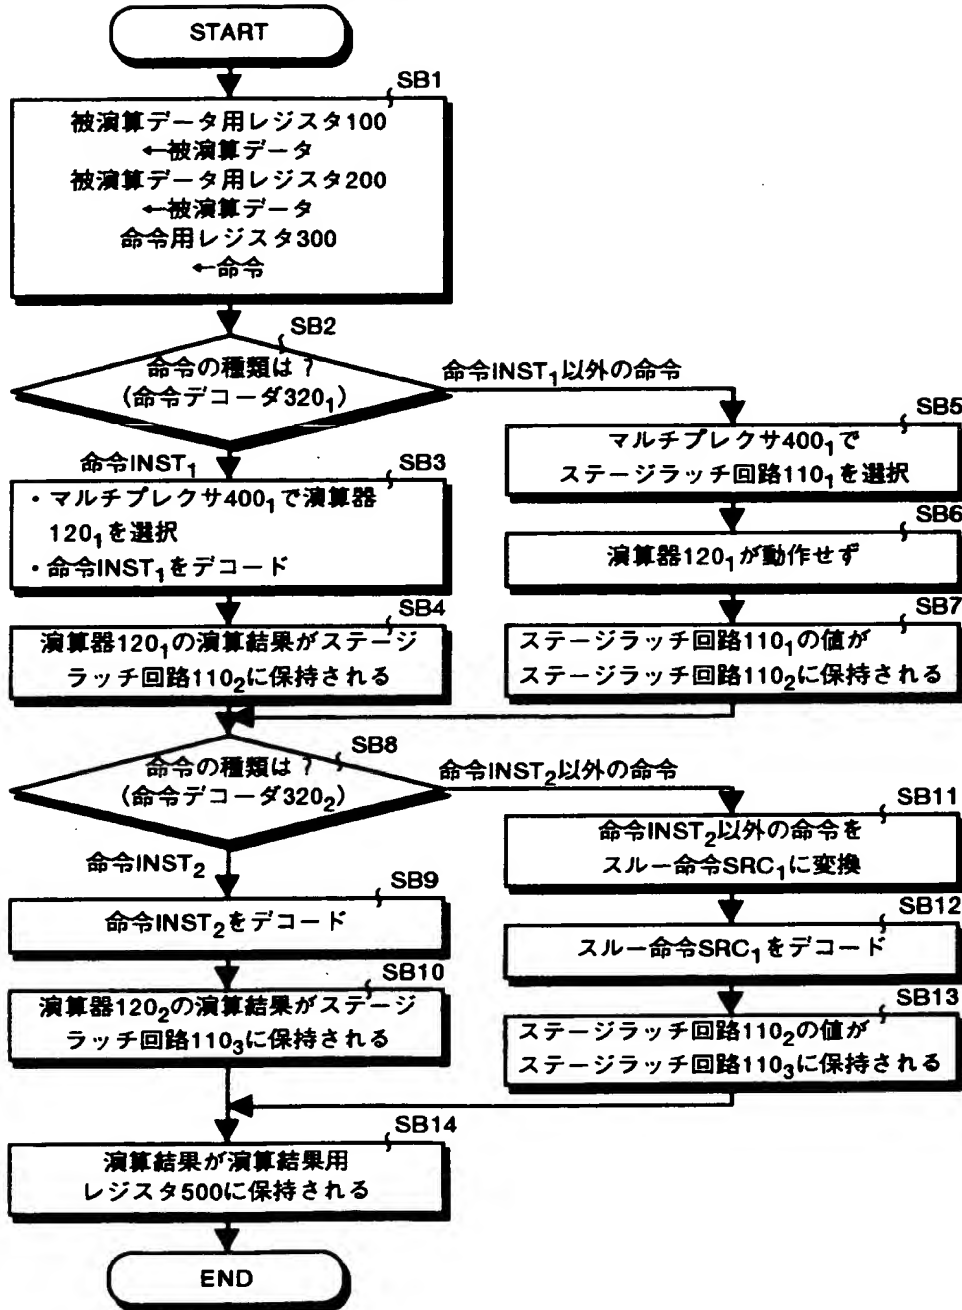 START
SB1
被演算データ用レジスタ100
←被演算データ
被演算データ用レジスタ200
←被演算データ
命令用レジスタ300
←命令
SB2
命令の種類は?
(命令デコーダ320₁)
命令INST₁以外の命令
命令INST₁
SB3
・マルチプレクサ400₁で演算器
120₁を選択
・命令INST₁をデコード
SB4
演算器120₁の演算結果がステージ
ラッチ回路110₂に保持される
SB5
マルチプレクサ400₁で
ステージラッチ回路110₁を選択
SB6
演算器120₁が動作せず
SB7
ステージラッチ回路110₁の値が
ステージラッチ回路110₂に保持される
SB8
命令の種類は?
(命令デコーダ320₂)
命令INST₂以外の命令
命令INST₂
SB9
命令INST₂をデコード
SB10
演算器120₂の演算結果がステージ
ラッチ回路110₃に保持される
SB11
命令INST₂以外の命令を
スルー命令SRC₁に変換
SB12
スルー命令SRC₁をデコード
SB13
ステージラッチ回路110₂の値が
ステージラッチ回路110₃に保持される
SB14
演算結果が演算結果用
レジスタ500に保持される
END